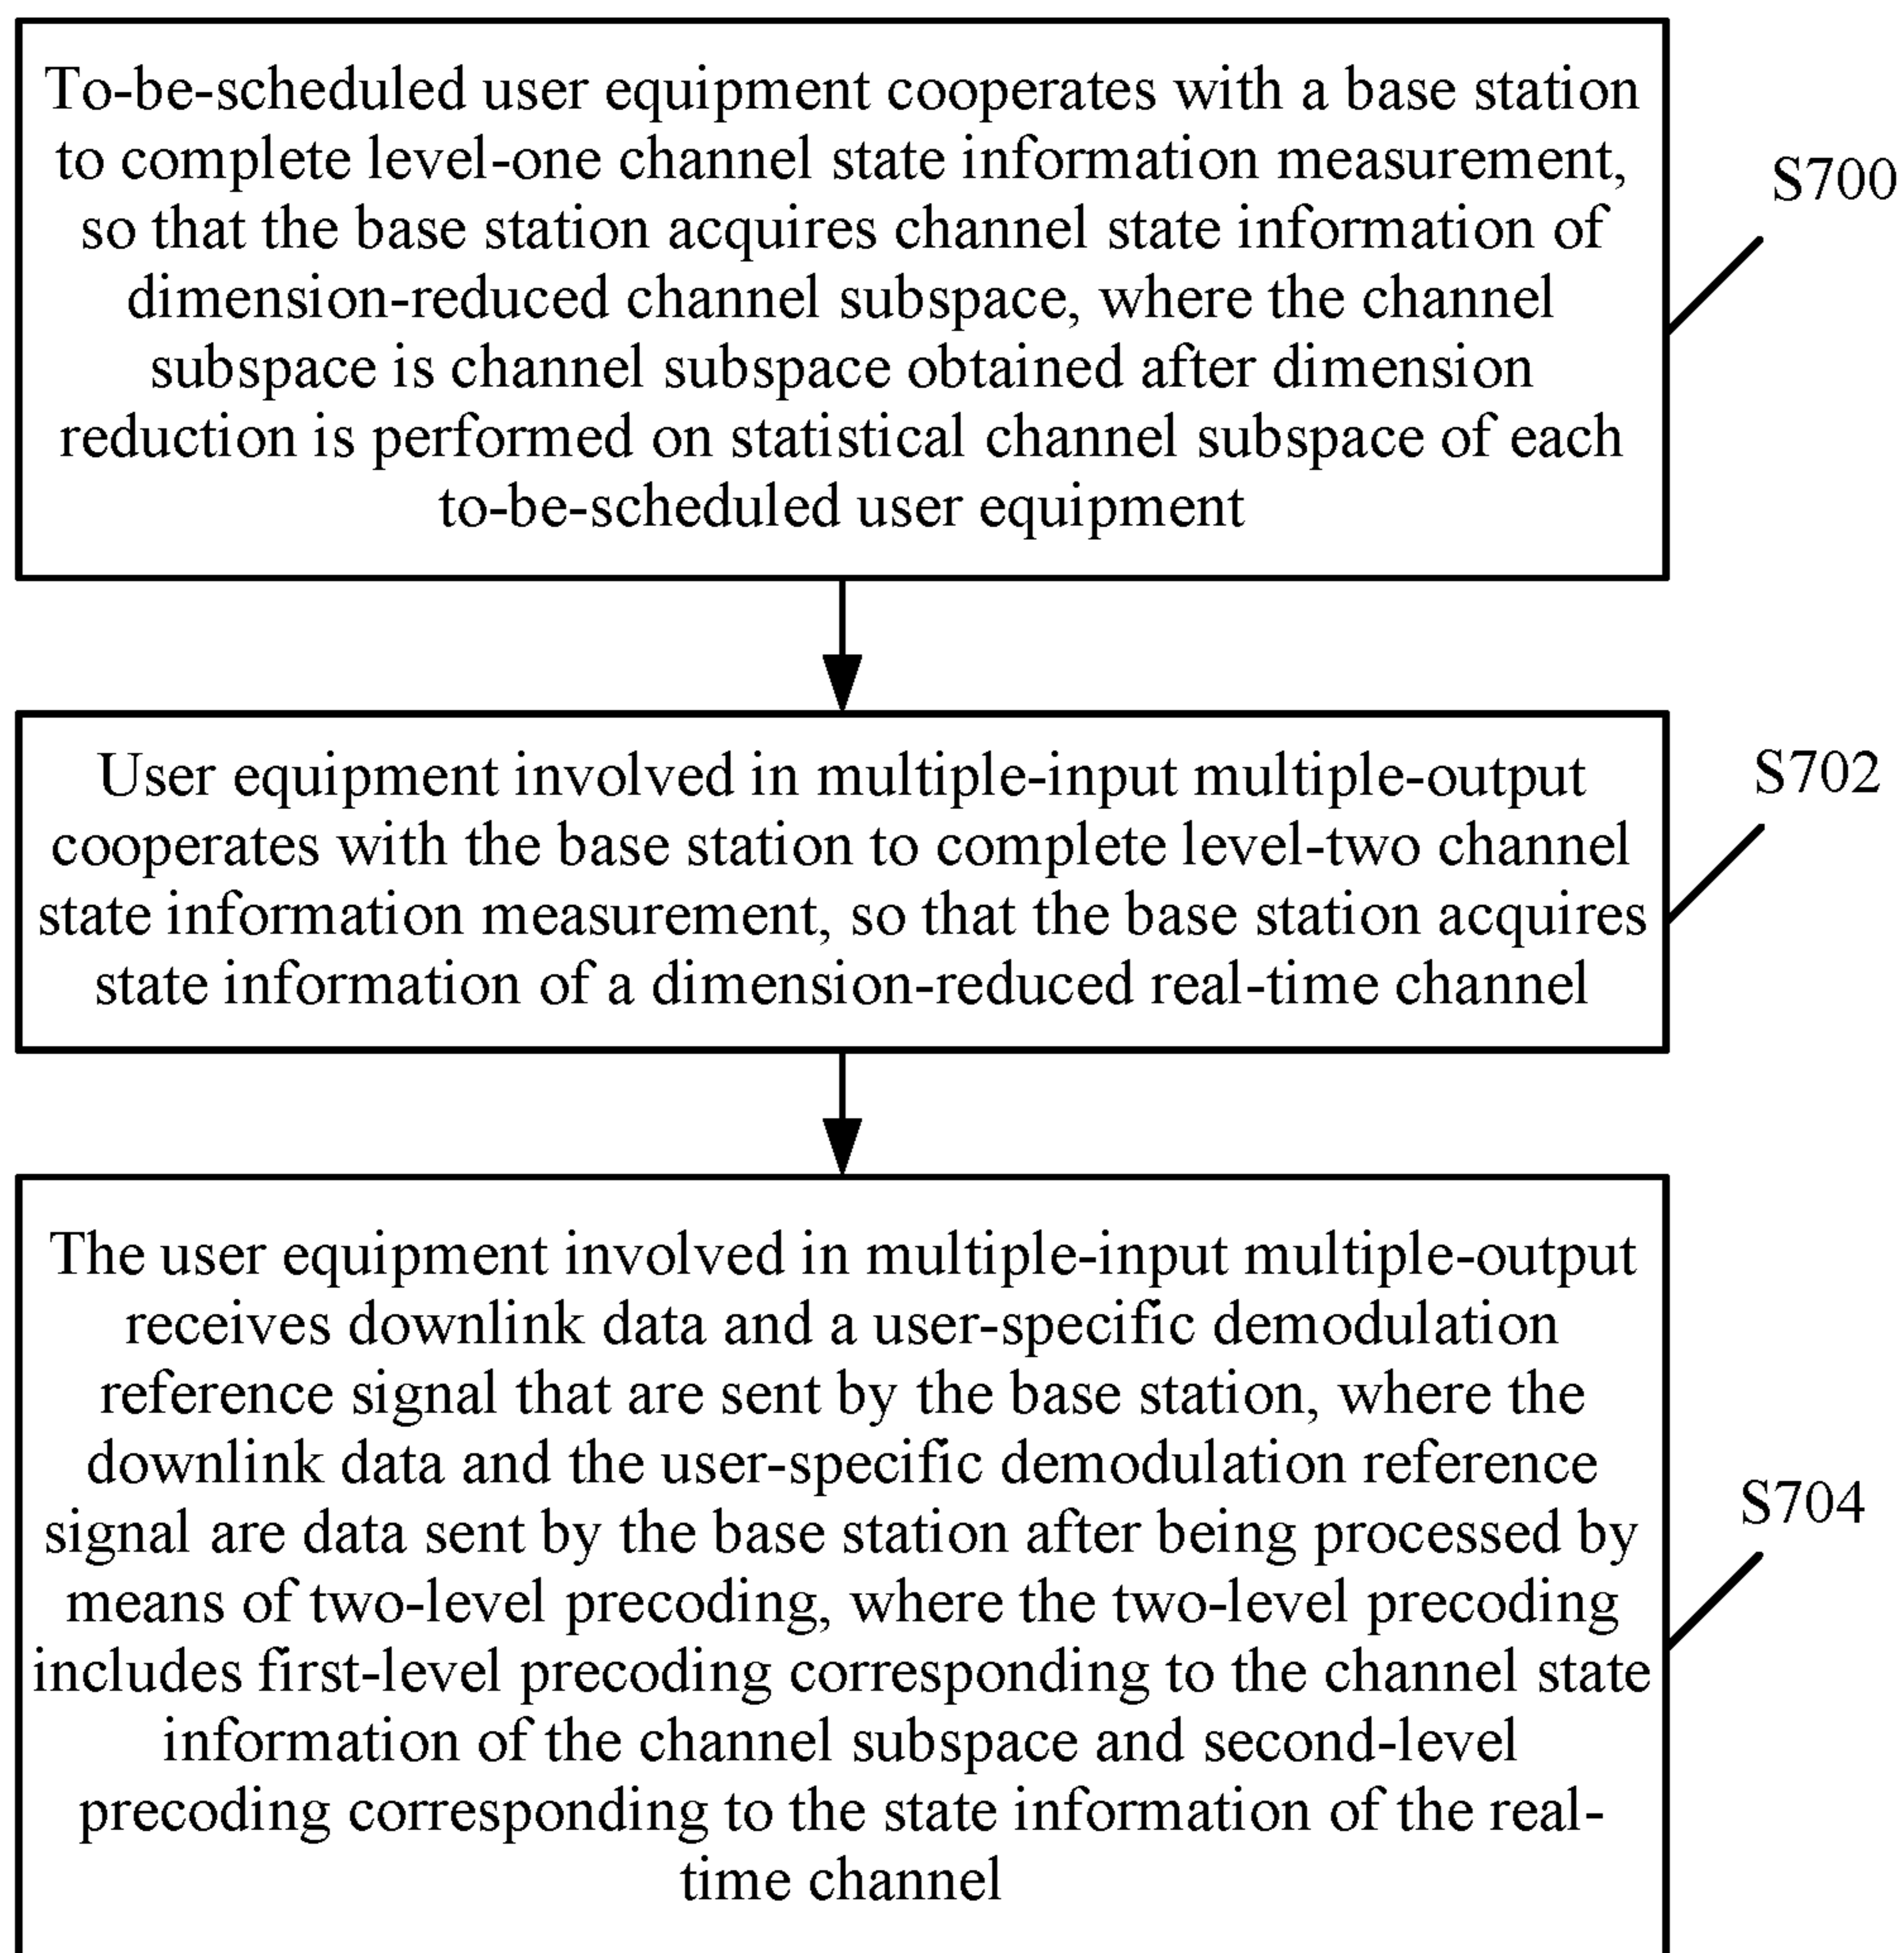 To-be-scheduled user equipment cooperates with a base station
to complete level-one channel state information measurement,
so that the base station acquires channel state information of
dimension-reduced channel subspace, where the channel
subspace is channel subspace obtained after dimension
reduction is performed on statistical channel subspace of each
to-be-scheduled user equipment
S700
User equipment involved in multiple-input multiple-output
cooperates with the base station to complete level-two channel
state information measurement, so that the base station acquires
state information of a dimension-reduced real-time channel
S702
The user equipment involved in multiple-input multiple-output
receives downlink data and a user-specific demodulation
reference signal that are sent by the base station, where the
downlink data and the user-specific demodulation reference
signal are data sent by the base station after being processed by
means of two-level precoding, where the two-level precoding
includes first-level precoding corresponding to the channel state
information of the channel subspace and second-level
precoding corresponding to the state information of the real-
time channel
S704